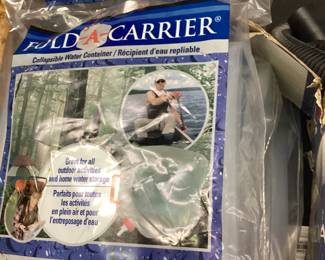 FOLD-A-CARRIER®
Collapsible Water Container / Récipient d'eau repliable
Great for all
outdoor activities
and home water storage
Parfaits pour toutes
les activités
en plein air et pour
l'entreposage d'eau